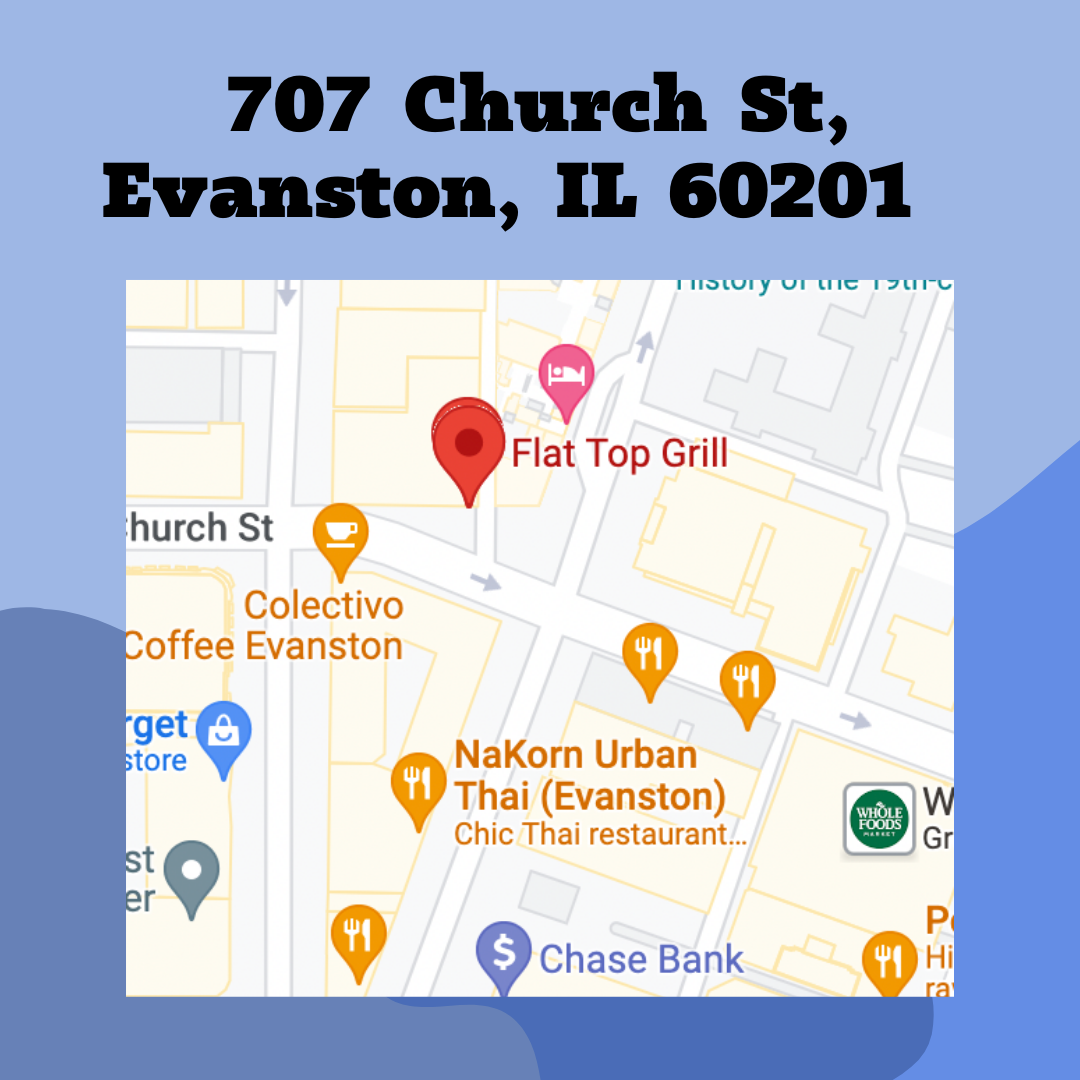 707 Church St,
Evanston, IL 60201
History of the 19th-c
Flat Top Grill
hurch St
Colectivo
Coffee Evanston
rget
store
NaKorn Urban
Thai (Evanston)
Chic Thai restaurant...
WHOLE
FOODS
MARKET
W
Gr
st
er
$
Chase Bank
P
Hi
ra